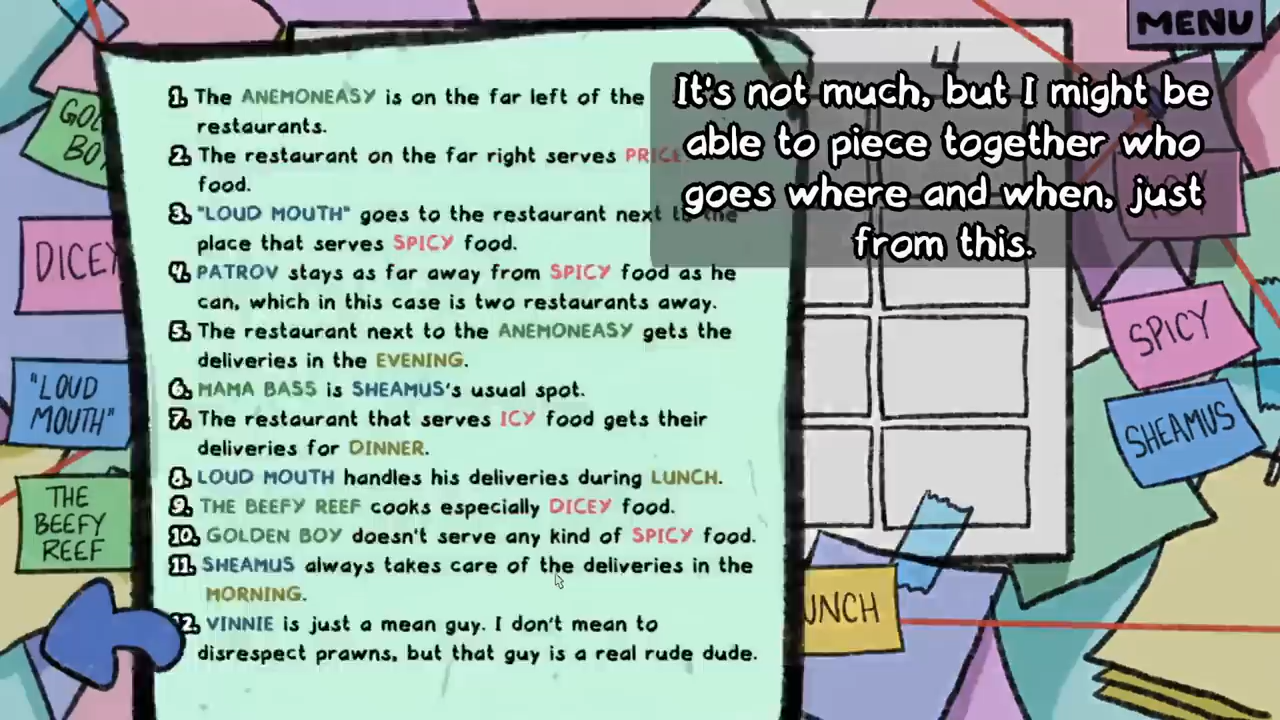 MENU
4
It's not much, but I might be
able to piece together who
goes where and when, just
from this.
1. The ANEMONEASY is on the far left of the
restaurants.
2. The restaurant on the far right serves
food.
3. "LOUD MOUTH" goes to the restaurant next to the
place that serves SPICY food.
4. PATROV stays as far away from SPICY food as he
can, which in this case is two restaurants away.
5. The restaurant next to the ANEMONEASY gets the
deliveries in the EVENING.
6. MAMA BASS is SHEAMUS's usual spot.
7. The restaurant that serves ICY food gets their
deliveries for DINNER.
8. LOUD MOUTH handles his deliveries during LUNCH.
9. THE BEEFY REEF cooks especially DICEY food.
10. GOLDEN BOY doesn't serve any kind of SPICY food.
11. SHEAMUS always takes care of the deliveries in the
MORNING.
12. VINNIE is just a mean guy. I don't mean to
disrespect prawns, but that guy is a real rude dude.
DICEY
"LOUD
MOUTH"
THE
BEEFY
REEF
SPICY
SHEAMUS